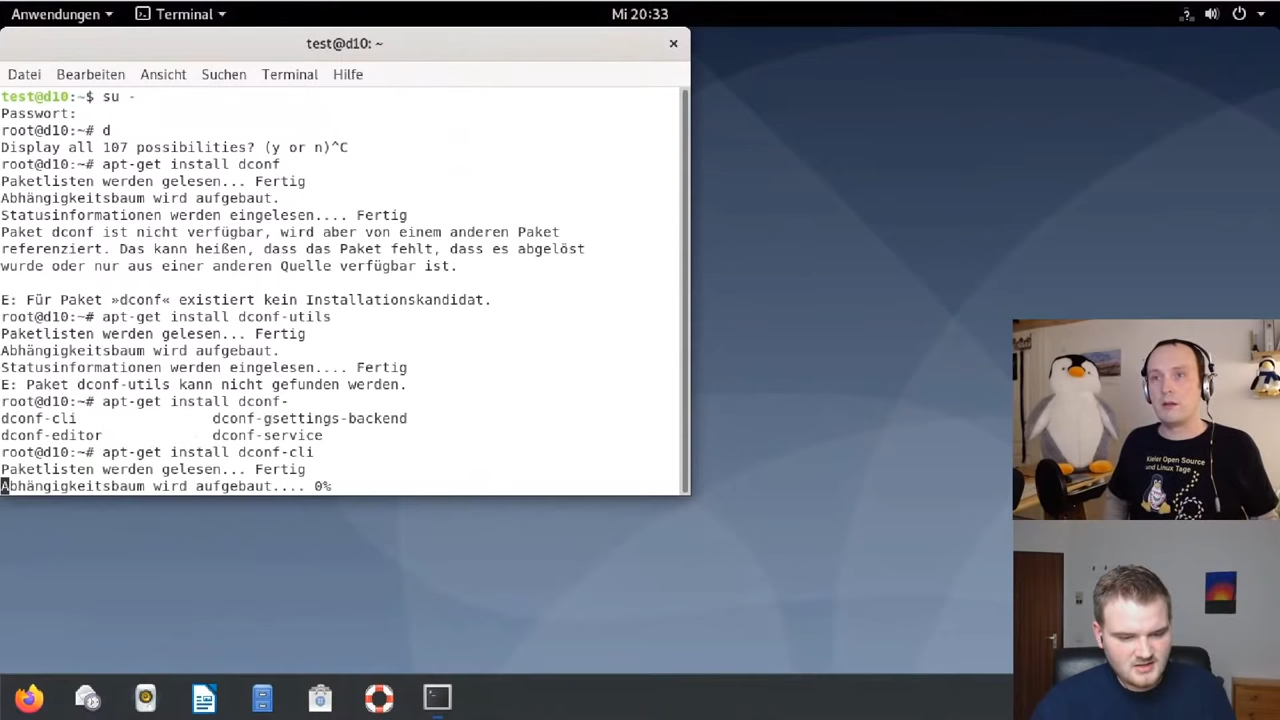 Anwendungen
Terminal
Mi 20:33
test@d10: ~
Datei Bearbeiten Ansicht Suchen Terminal Hilfe
test@d10:~$ su -
Passwort:
root@d10:~# d
Display all 107 possibilities? (y or n)^C
root@d10:~# apt-get install dconf
Paketlisten werden gelesen... Fertig
Abhängigkeitsbaum wird aufgebaut.
Statusinformationen werden eingelesen.... Fertig
Paket dconf ist nicht verfügbar, wird aber von einem anderen Paket
referenziert. Das kann heißen, dass das Paket fehlt, dass es abgelöst
wurde oder nur aus einer anderen Quelle verfügbar ist.
E: Für Paket »dconf« existiert kein Installationskandidat.
root@d10:~# apt-get install dconf-utils
Paketlisten werden gelesen... Fertig
Abhängigkeitsbaum wird aufgebaut.
Statusinformationen werden eingelesen.... Fertig
E: Paket dconf-utils kann nicht gefunden werden.
root@d10:~# apt-get install dconf-
dconf-cli dconf-gsettings-backend
dconf-editor dconf-service
root@d10:~# apt-get install dconf-cli
Paketlisten werden gelesen... Fertig
Abhängigkeitsbaum wird aufgebaut.... 0%
Kieler Open Source
und Linux Tage